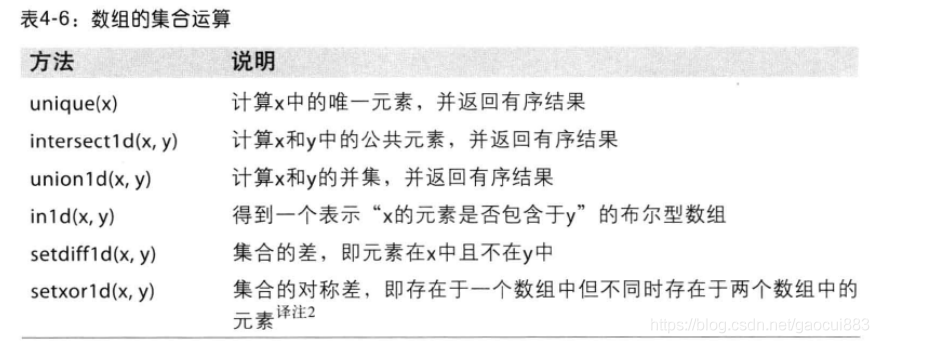 表4-6：数组的集合运算
方法 说明
unique(x) 计算x中的唯一元素，并返回有序结果
intersect1d(x, y) 计算x和y中的公共元素，并返回有序结果
union1d(x, y) 计算x和y的并集，并返回有序结果
in1d(x, y) 得到一个表示“x的元素是否包含于y”的布尔型数组
setdiff1d(x, y) 集合的差，即元素在x中且不在y中
setxor1d(x, y) 集合的对称差，即存在于一个数组中但不同时存在于两个数组中的
元素译注2
https://blog.csdn.net/gaocui883